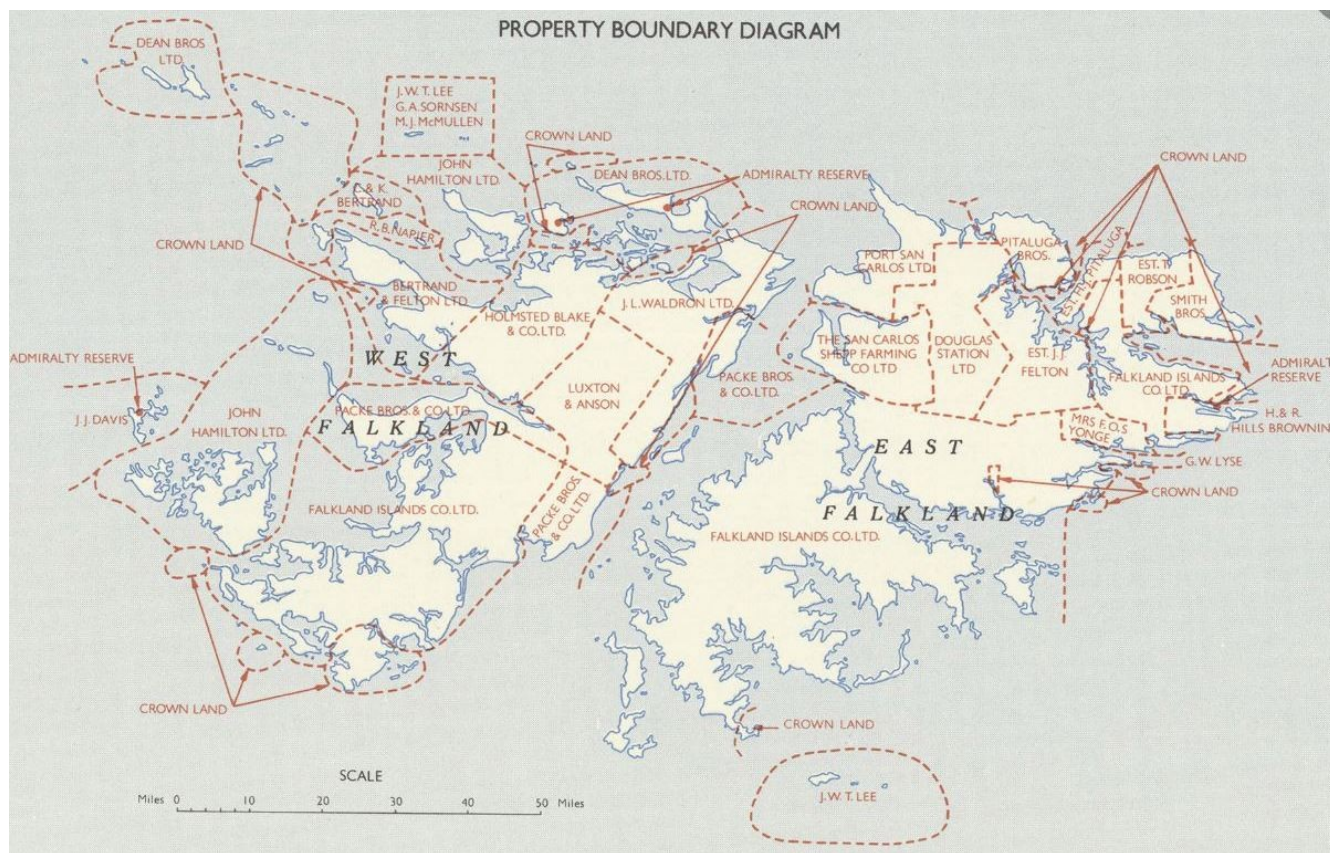 PROPERTY BOUNDARY DIAGRAM
DEAN BROS
LTD.
J.W.T. LEE
G.A. SORNSEN
M.J. McMULLEN
CROWN LAND
JOHN
HAMILTON LTD.
DEAN BROS. LTD.
ADMIRALTY RESERVE
CROWN LAND
CROWN LAND
C. & K.
BERTRAND
R.B. NAPIER
CROWN LAND
PORT SAN
CARLOS LTD.
PITALUGA
BROS.
EST. H.L. PITALUGA
EST. T.
ROBSON
SMITH
BROS.
BERTRAND
& FELTON LTD.
HOLMSTED BLAKE
& CO. LTD.
J.L. WALDRON LTD.
THE SAN CARLOS
SHEPP FARMING
CO LTD
DOUGLAS
STATION
LTD
EST. J.J.
FELTON
ADMIRALTY RESERVE
WEST
FALKLAND
LUXTON
& ANSON
PACKE BROS.
& CO. LTD.
FALKLAND ISLANDS
CO. LTD.
ADMIRALTY
RESERVE
J.J. DAVIS
JOHN
HAMILTON LTD.
PACKE BROS. & CO. LTD.
MRS F.O.S
YONGE
H. & R.
HILLS BROWNIN
G.W. LYSE
EAST
FALKLAND
CROWN LAND
FALKLAND ISLANDS CO. LTD.
PACKE BROS.
& CO. LTD.
FALKLAND ISLANDS CO. LTD.
CROWN LAND
CROWN LAND
J.W.T. LEE
SCALE
Miles 0 10 20 30 40 50 Miles